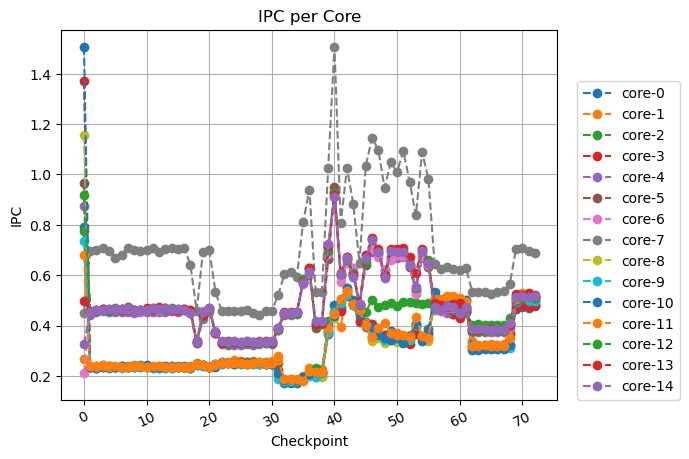 IPC per Core
IPC
1.4
1.2
1.0
0.8
0.6
0.4
0.2
0
10
20
30
40
50
60
70
Checkpoint
core-0
core-1
core-2
core-3
core-4
core-5
core-6
core-7
core-8
core-9
core-10
core-11
core-12
core-13
core-14